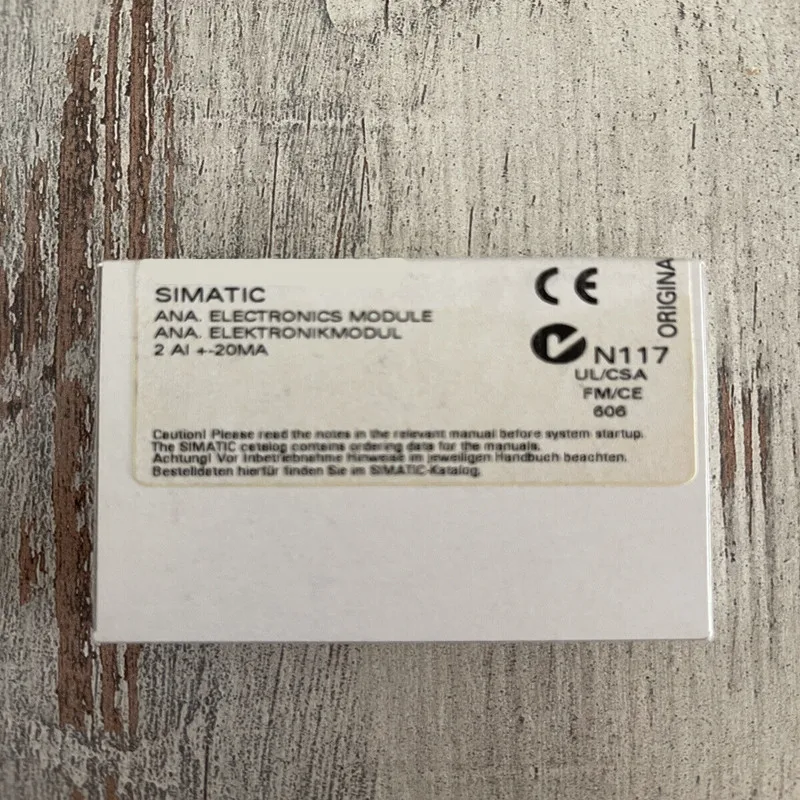 SIMATIC
ANA. ELECTRONICS MODULE
ANA. ELEKTRONIKMODUL
2 AI +-20MA
CE
N117
UL/CSA
FM/CE
606
ORIGINA
Caution! Please read the notes in the relevant manual before system startup.
The SIMATIC catalog contains ordering data for the manuals.
Achtung! Vor Inbetriebnahme Hinweise im jeweiligen Handbuch beachten.
Bestelldaten hierfür finden Sie im SIMATIC-Katalog.